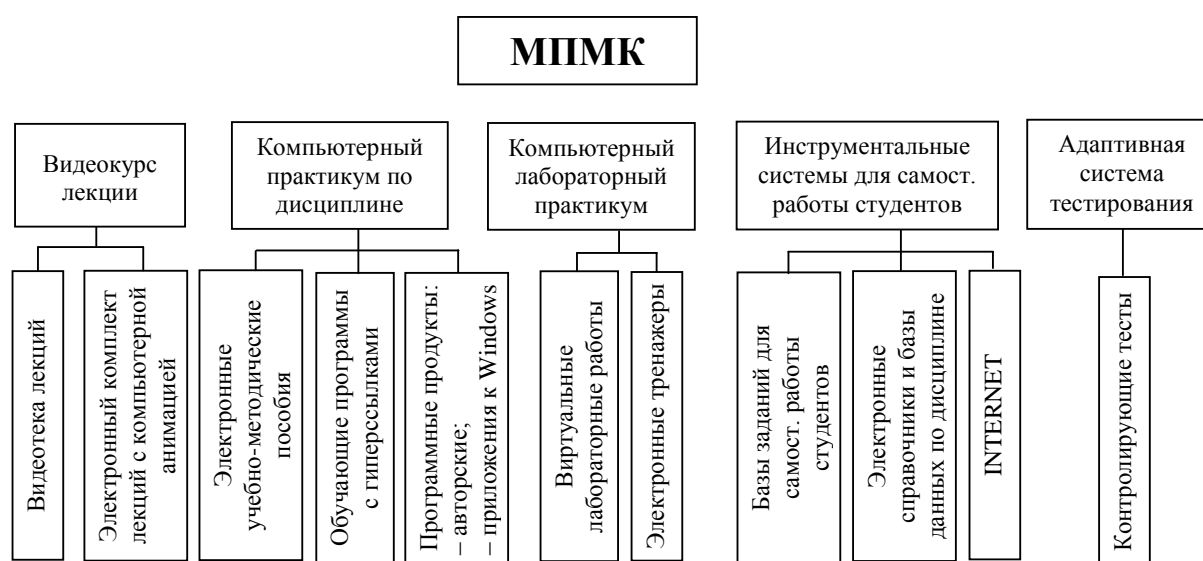 МПМК
Видеокурс
лекции
Компьютерный
практикум по
дисциплине
Компьютерный
лабораторный
практикум
Инструментальные
системы для самост.
работы студентов
Адаптивная
система
тестирования
Видеотека лекций
Электронный комплект
лекций с компьютерной
анимацией
Электронные
учебно-методические
пособия
Обучающие программы
с гиперссылками
Программные продукты:
– авторские;
– приложения к Windows
Виртуальные
лабораторные работы
Электронные тренажеры
Базы заданий для
самост. работы
студентов
Электронные
справочники и базы
данных по дисциплине
INTERNET
Контролирующие тесты